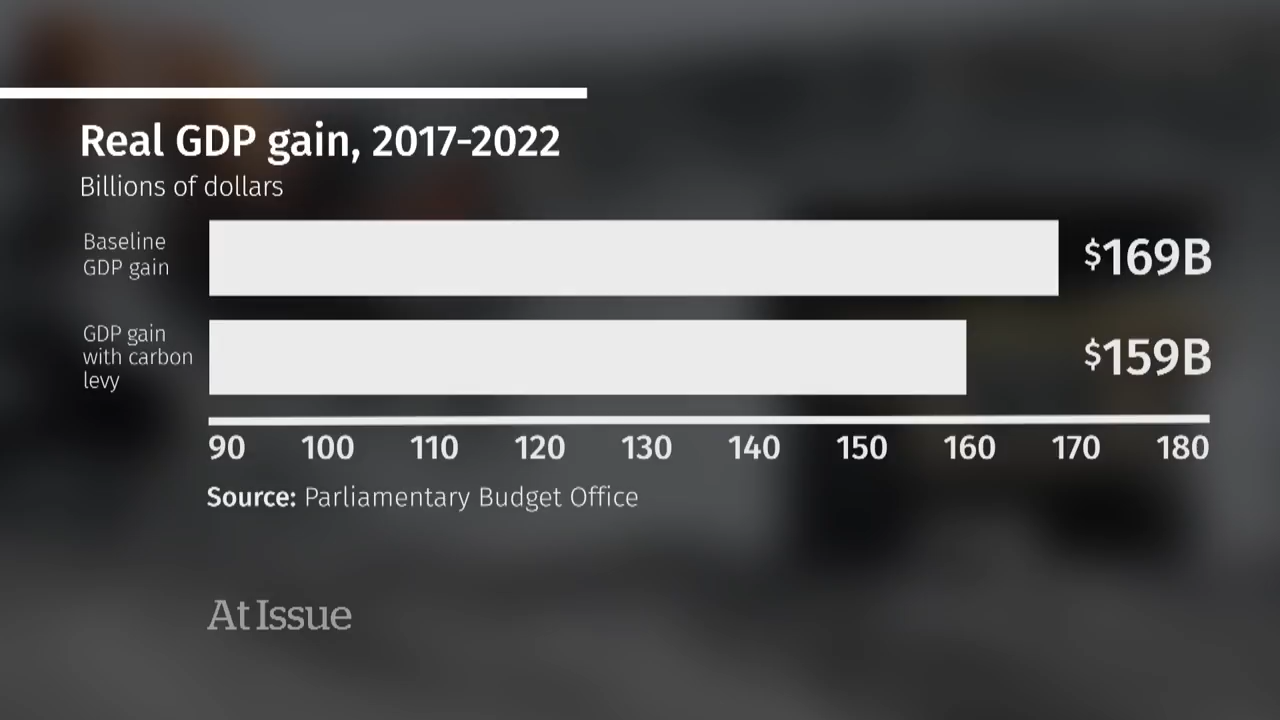 Real GDP gain, 2017-2022
Billions of dollars
Baseline
GDP gain
$169B
GDP gain
with carbon
levy
$159B
90 100 110 120 130 140 150 160 170 180
Source: Parliamentary Budget Office
At Issue